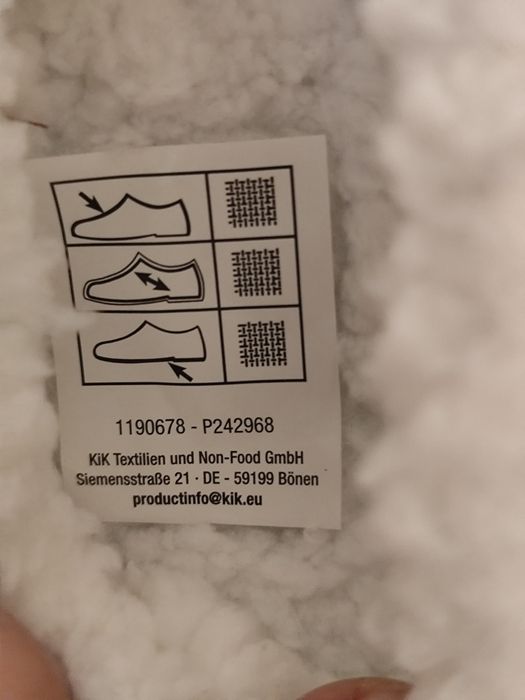 1190678 - P242968
KiK Textilien und Non-Food GmbH
Siemensstraße 21 · DE - 59199 Bönen
productinfo@kik.eu